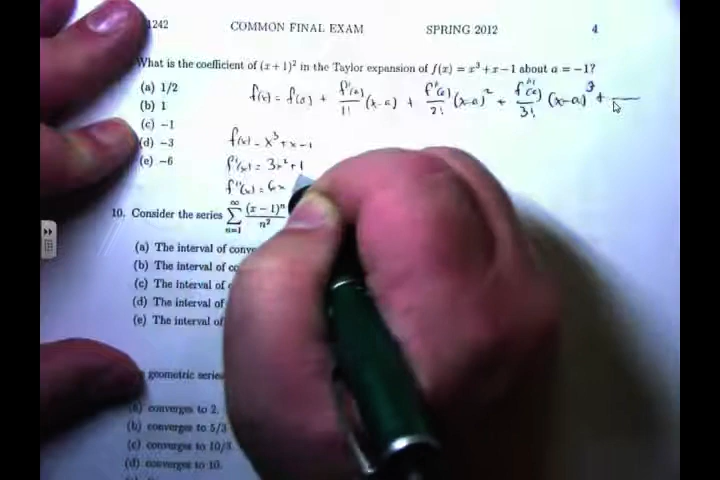 1242 COMMON FINAL EXAM SPRING 2012 4
What is the coefficient of (x + 1)² in the Taylor expansion of f(x) = x³ + x − 1 about a = −1?
(a) 1/2
(b) 1
(c) −1
(d) −3
(e) −6
f(x) = f(a) + f'(a)/1! (x-a) + f''(a)/2! (x-a)² + f'''(a)/3! (x-a)³ + __
f(x) = x³ + x − 1
f'(x) = 3x² + 1
f''(x) = 6x
10. Consider the series ∑ n=1 ∞ (x − 1)ⁿ / n²
(a) The interval of conve
(b) The interval of co
(c) The interval of
(d) The interval of
(e) The interval of
geometric series
(a) converges to 2.
(b) converges to 5/3
(c) converges to 10/3
(d) converges to 10.